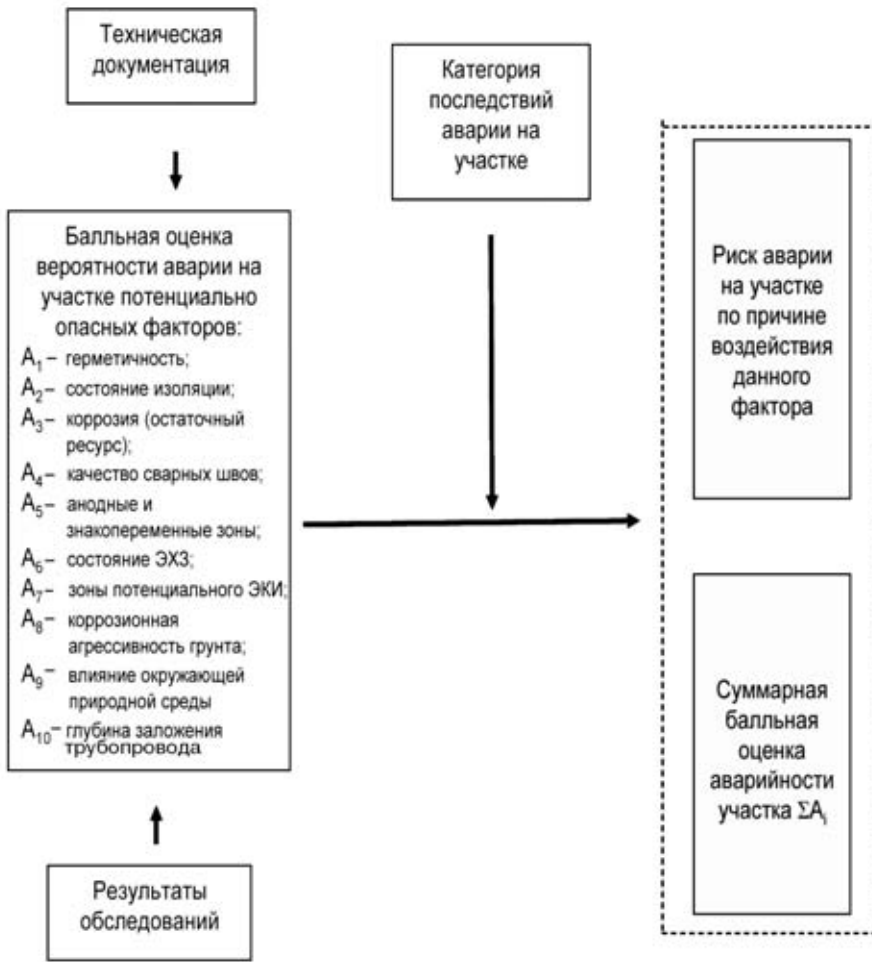 Техническая
документация
Категория
последствий
аварии на
участке
Балльная оценка
вероятности аварии на
участке потенциально
опасных факторов:
A₁ – герметичность;
A₂ – состояние изоляции;
A₃ – коррозия (остаточный
ресурс);
A₄ – качество сварных швов;
A₅ – анодные и
знакопеременные зоны;
A₆ – состояние ЭХЗ;
A₇ – зоны потенциального ЭКИ;
A₈ – коррозионная
агрессивность грунта;
A₉ – влияние окружающей
природной среды
A₁₀ – глубина заложения
трубопровода
Результаты
обследований
Риск аварии
на участке
по причине
воздействия
данного
фактора
Суммарная
балльная
оценка
аварийности
участка ΣAᵢ